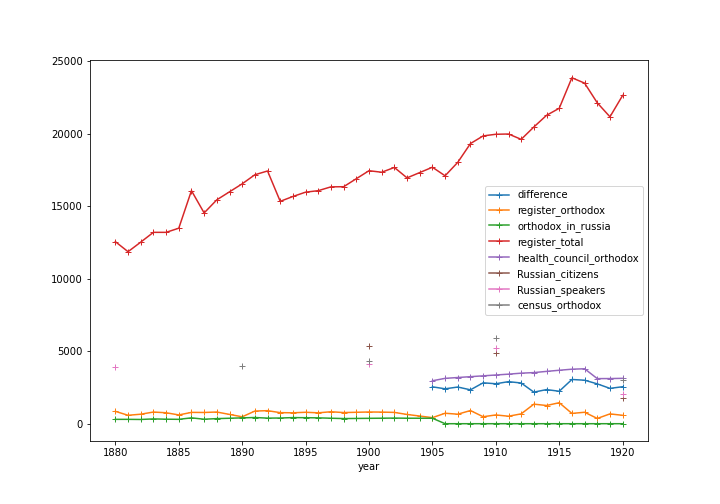 25000
20000
15000
10000
5000
0
difference
register_orthodox
orthodox_in_russia
register_total
health_council_orthodox
Russian_citizens
Russian_speakers
census_orthodox
1880 1885 1890 1895 1900 1905 1910 1915 1920
year